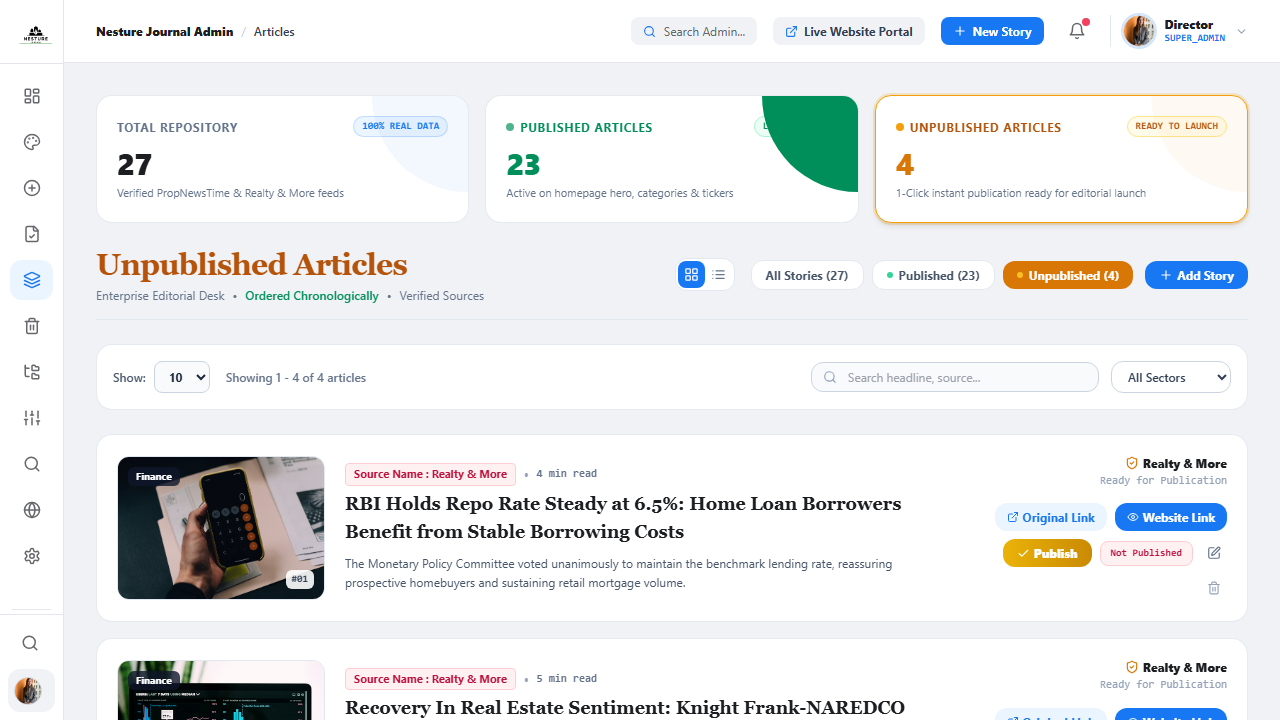 NESTURE
Nesture Journal Admin / Articles
Search Admin...
Live Website Portal
+ New Story
Director
SUPER_ADMIN
TOTAL REPOSITORY
100% REAL DATA
27
Verified PropNewsTime & Realty & More feeds
PUBLISHED ARTICLES
23
Active on homepage hero, categories & tickers
UNPUBLISHED ARTICLES
READY TO LAUNCH
4
1-Click instant publication ready for editorial launch
Unpublished Articles
Enterprise Editorial Desk • Ordered Chronologically • Verified Sources
All Stories (27)
Published (23)
Unpublished (4)
+ Add Story
Show: 10
Showing 1 - 4 of 4 articles
Search headline, source...
All Sectors
Finance
#01
Source Name : Realty & More • 4 min read
RBI Holds Repo Rate Steady at 6.5%: Home Loan Borrowers
Benefit from Stable Borrowing Costs
The Monetary Policy Committee voted unanimously to maintain the benchmark lending rate, reassuring
prospective homebuyers and sustaining retail mortgage volume.
Realty & More
Ready for Publication
Original Link
Website Link
Publish
Not Published
Finance
Source Name : Realty & More • 5 min read
Recovery In Real Estate Sentiment: Knight Frank-NAREDCO
Realty & More
Ready for Publication
Original Link
Website Link